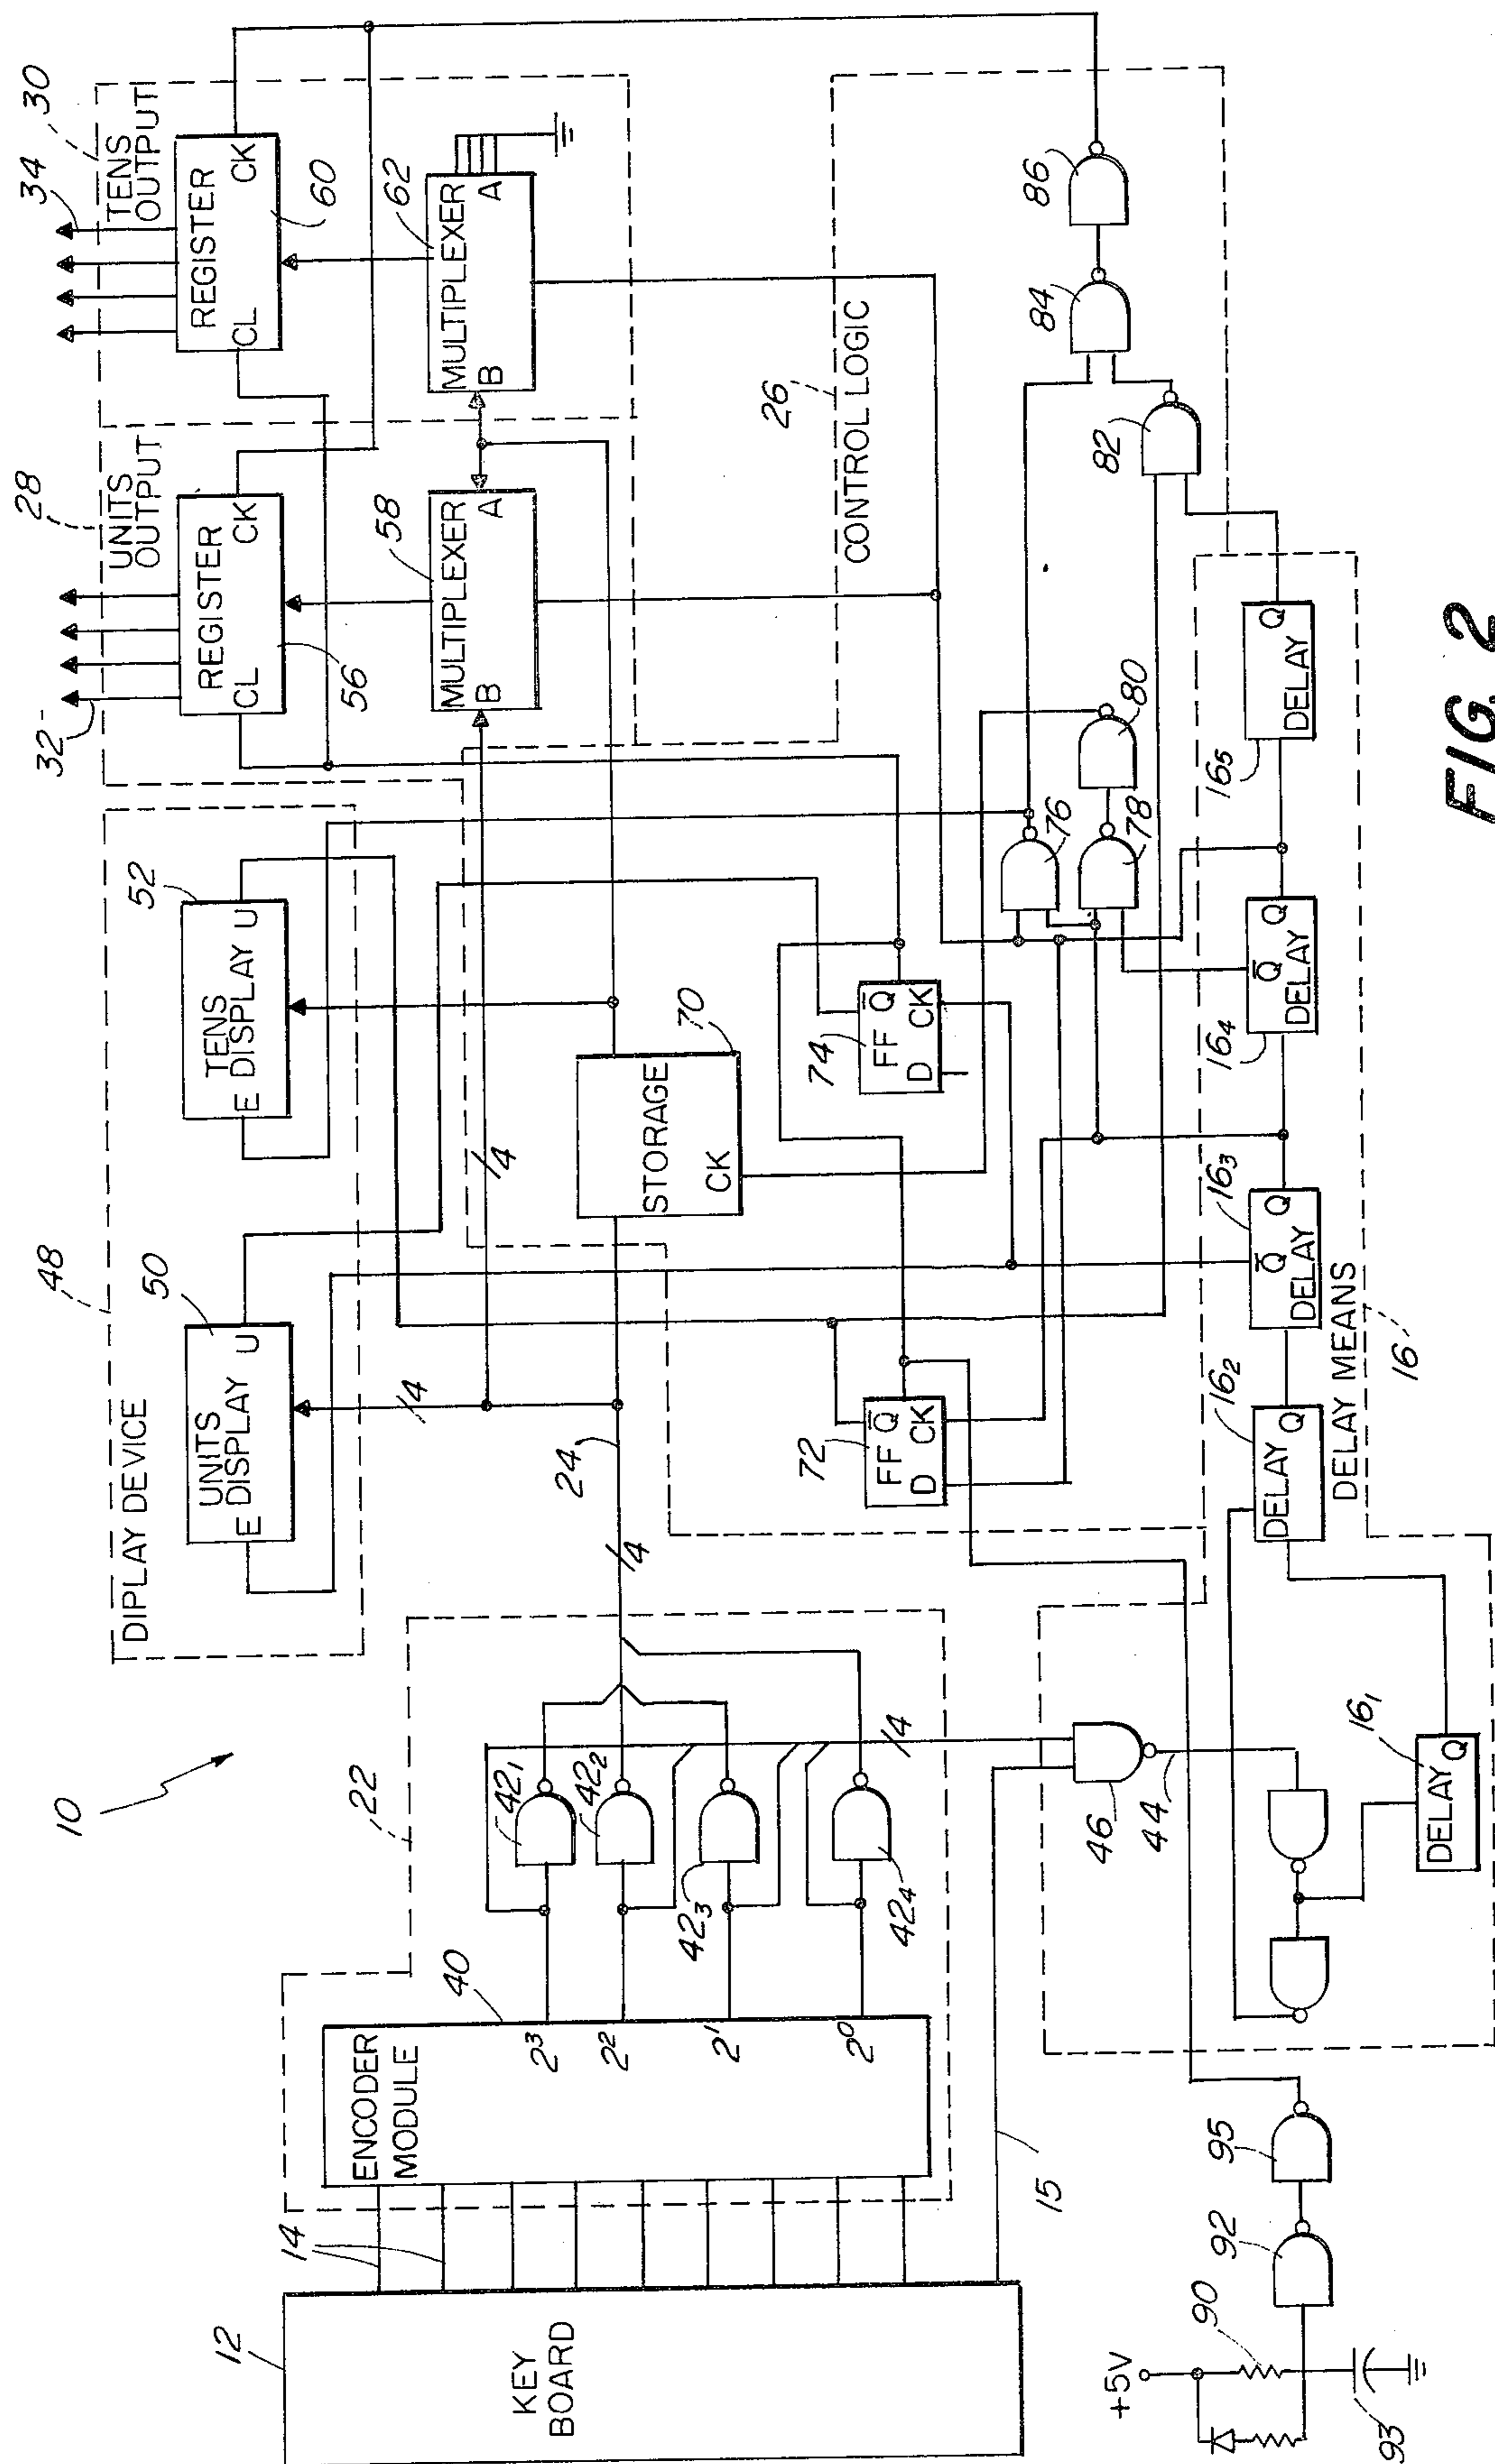 10
12
KEY
BOARD
14
15
22
ENCODER
MODULE
40
2³
2²
2¹
2⁰
42₁
42₂
42₃
42₄
4
4
24
46
44
48
DIPLAY DEVICE
50
UNITS
DISPLAY
E
U
4
52
TENS
DISPLAY
E
U
4
STORAGE
CK
70
72
FF
D
Q̅
CK
74
FF
D
Q̅
CK
76
78
80
82
84
86
26
CONTROL LOGIC
28
UNITS
OUTPUT
32
REGISTER
CL
CK
56
MULTIPLEXER
B
A
58
30
TENS
OUTPUT
34
REGISTER
CL
CK
60
MULTIPLEXER
B
A
62
DELAY
Q
16₁
DELAY
Q
16₂
DELAY
Q̅
Q
16₃
DELAY
Q̅
Q
16₄
DELAY
Q
16₅
DELAY MEANS
16
+5V
90
92
93
95
FIG. 2